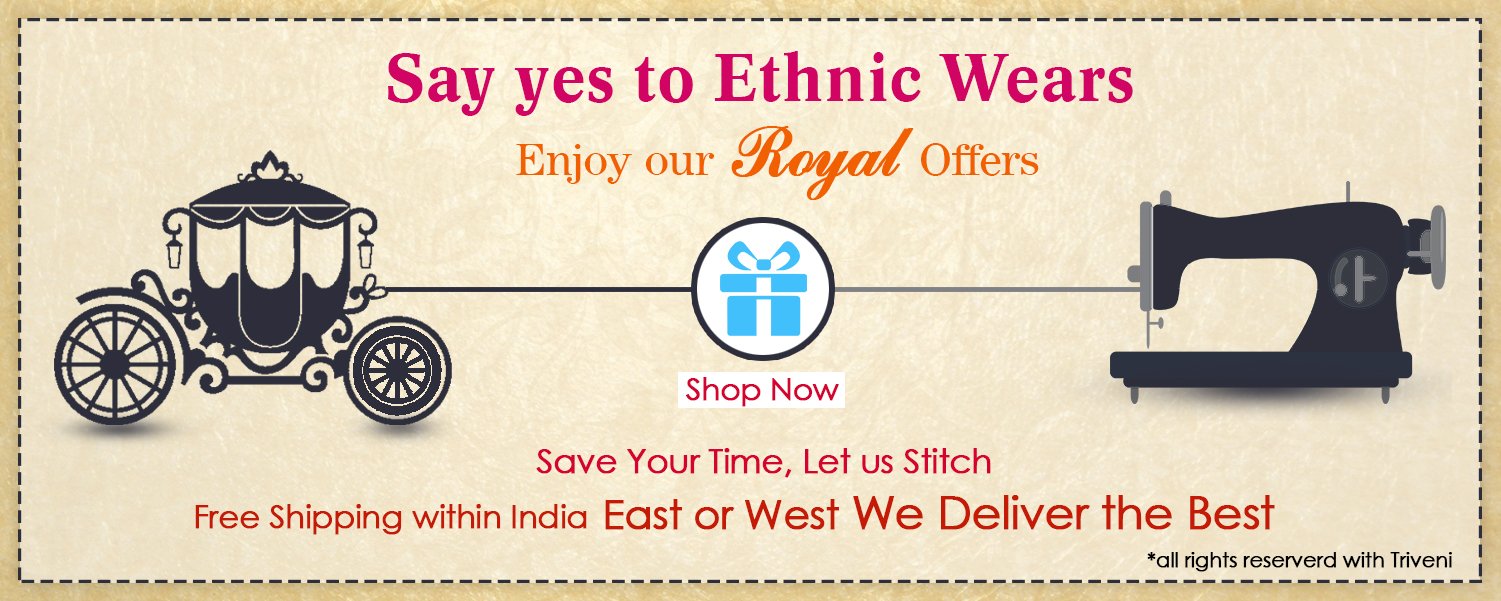 Say yes to Ethnic Wears
Enjoy our Royal Offers
Shop Now
Save Your Time, Let us Stitch
Free Shipping within India East or West We Deliver the Best
*all rights reserverd with Triveni